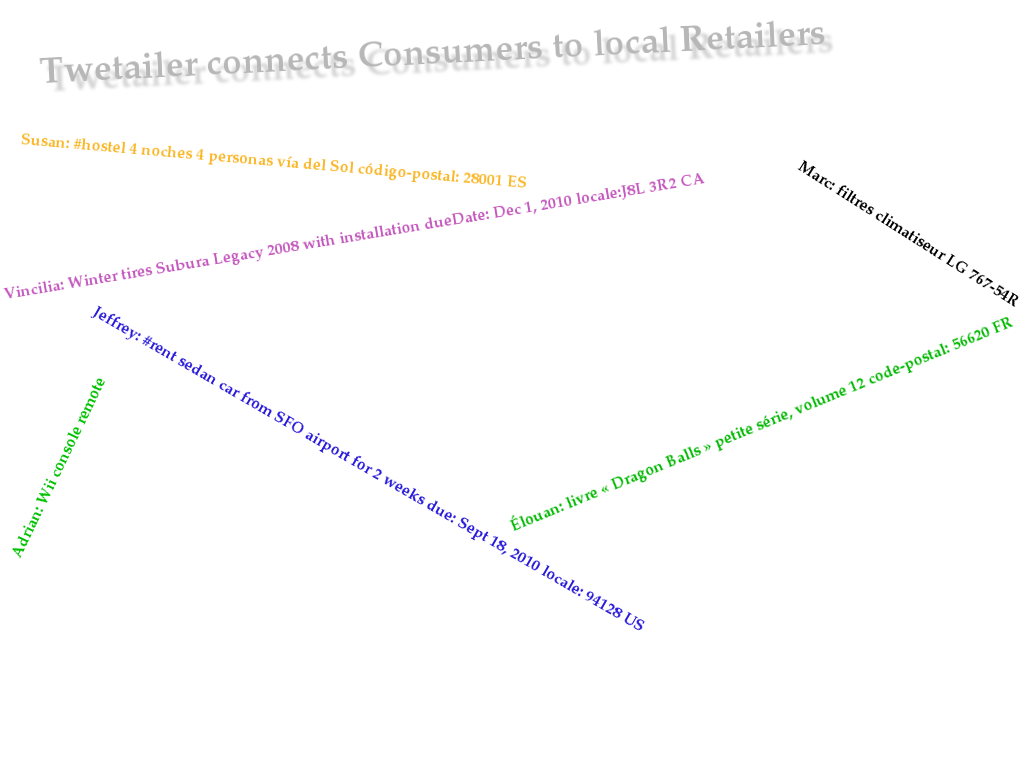 Twetailer connects Consumers to local Retailers
Susan: #hostel 4 noches 4 personas vía del Sol código-postal: 28001 ES
Marc: filtres climatiseur LG 767-54R
Vincilia: Winter tires Subura Legacy 2008 with installation dueDate: Dec 1, 2010 locale:J8L 3R2 CA
Jeffrey: #rent sedan car from SFO airport for 2 weeks due: Sept 18, 2010 locale: 94128 US
Élouan: livre « Dragon Balls » petite série, volume 12 code-postal: 56620 FR
Adrian: Wii console remote